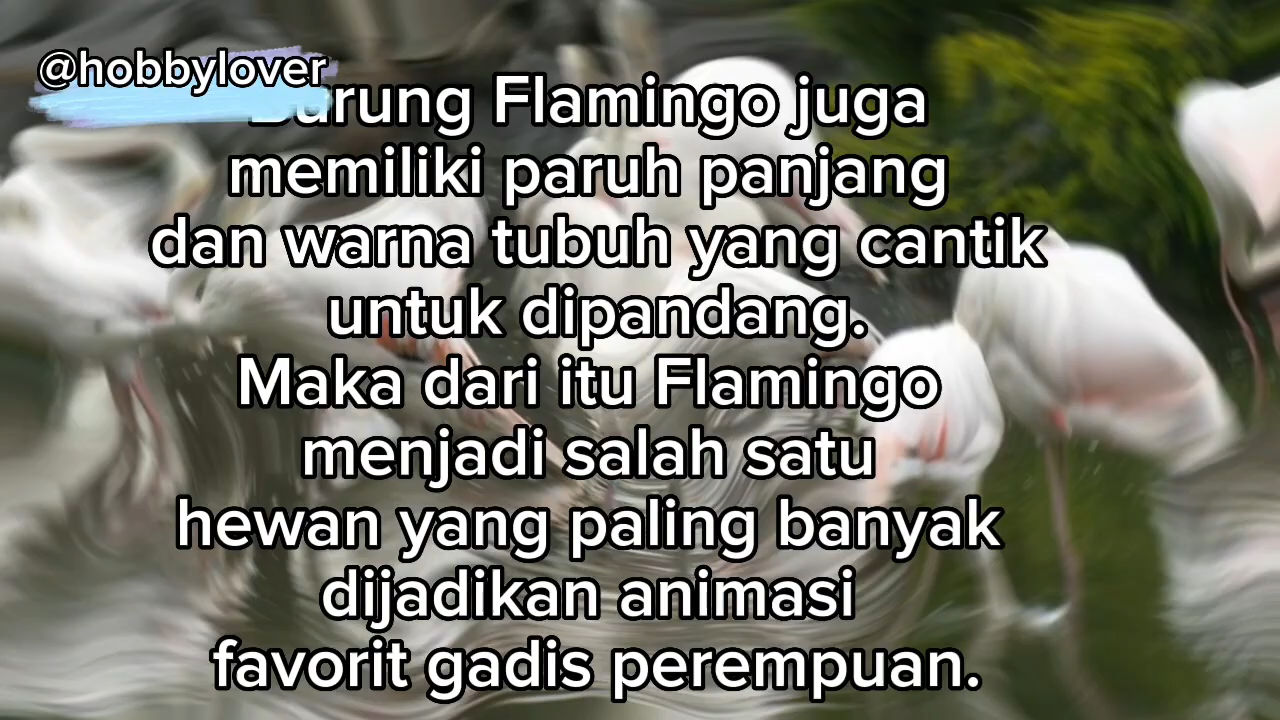 @hobbylover
Burung Flamingo juga
memiliki paruh panjang
dan warna tubuh yang cantik
untuk dipandang.
Maka dari itu Flamingo
menjadi salah satu
hewan yang paling banyak
dijadikan animasi
favorit gadis perempuan.